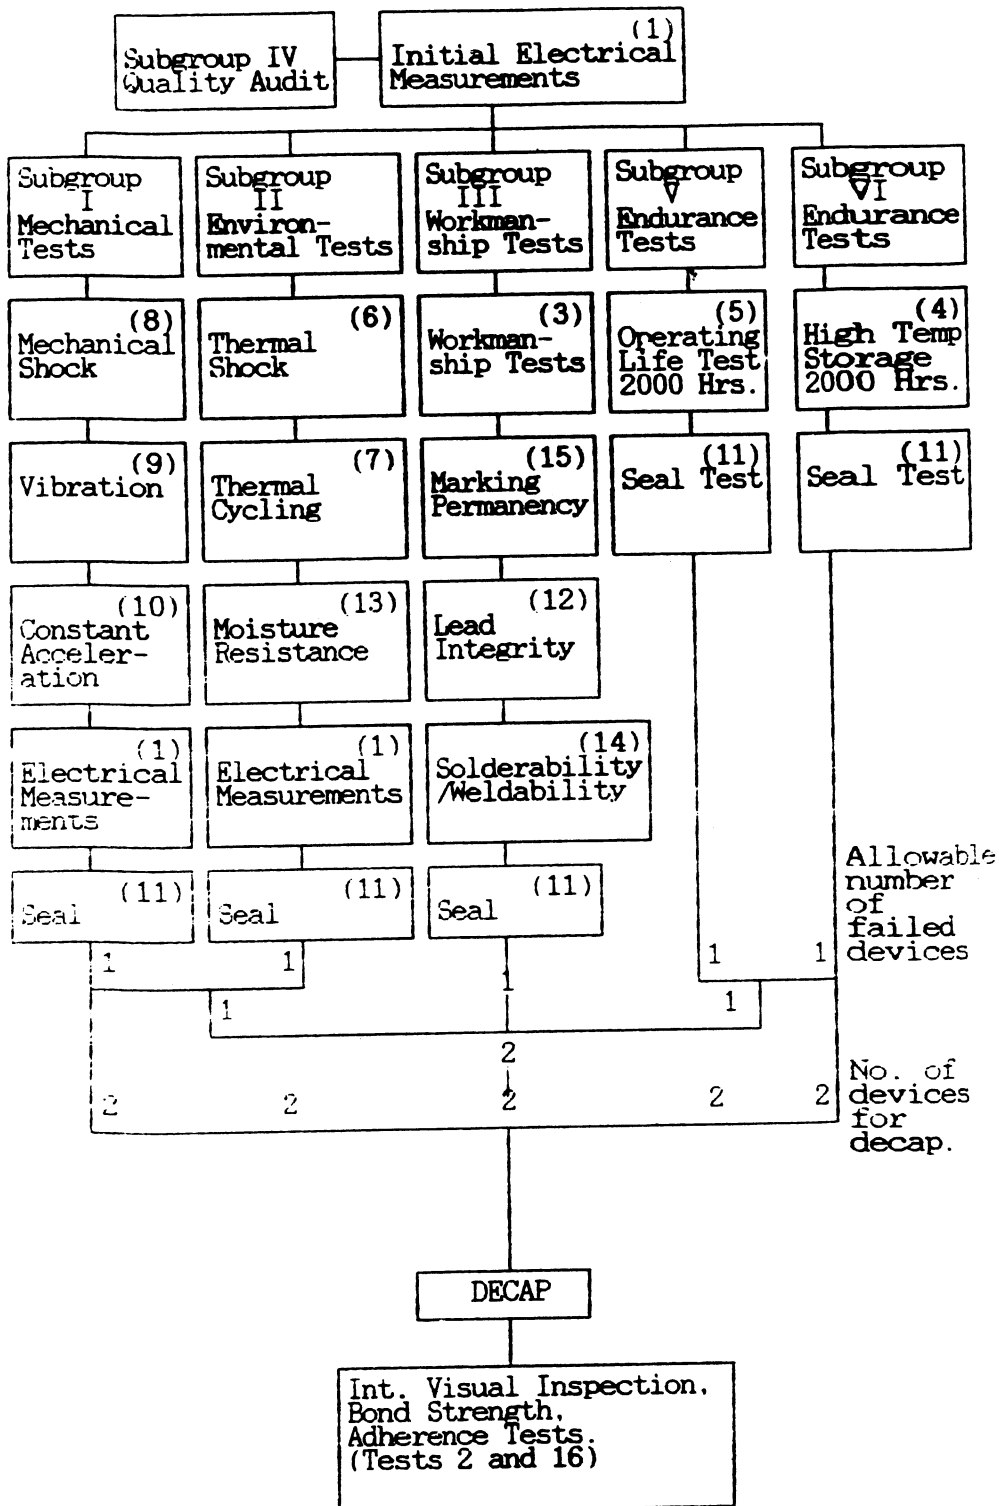 Subgroup IV
Quality Audit
(1)
Initial Electrical
Measurements
Subgroup
I
Mechanical
Tests
Subgroup
II
Environ-
mental Tests
Subgroup
III
Workman-
ship Tests
Subgroup
V
Endurance
Tests
Subgroup
VI
Endurance
Tests
(8)
Mechanical
Shock
(6)
Thermal
Shock
(3)
Workman-
ship Tests
(5)
Operating
Life Test
2000 Hrs.
(4)
High Temp
Storage
2000 Hrs.
(9)
Vibration
(7)
Thermal
Cycling
(15)
Marking
Permanency
(11)
Seal Test
(11)
Seal Test
(10)
Constant
Acceler-
ation
(13)
Moisture
Resistance
(12)
Lead
Integrity
(1)
Electrical
Measure-
ments
(1)
Electrical
Measurements
(14)
Solderability
/Weldability
(11)
Seal
(11)
Seal
(11)
Seal
Allowable
number
of
failed
devices
1 1 1 1 1
1 1
2
2 2 2 2 2
No. of
devices
for
decap.
DECAP
Int. Visual Inspection,
Bond Strength,
Adherence Tests.
(Tests 2 and 16)